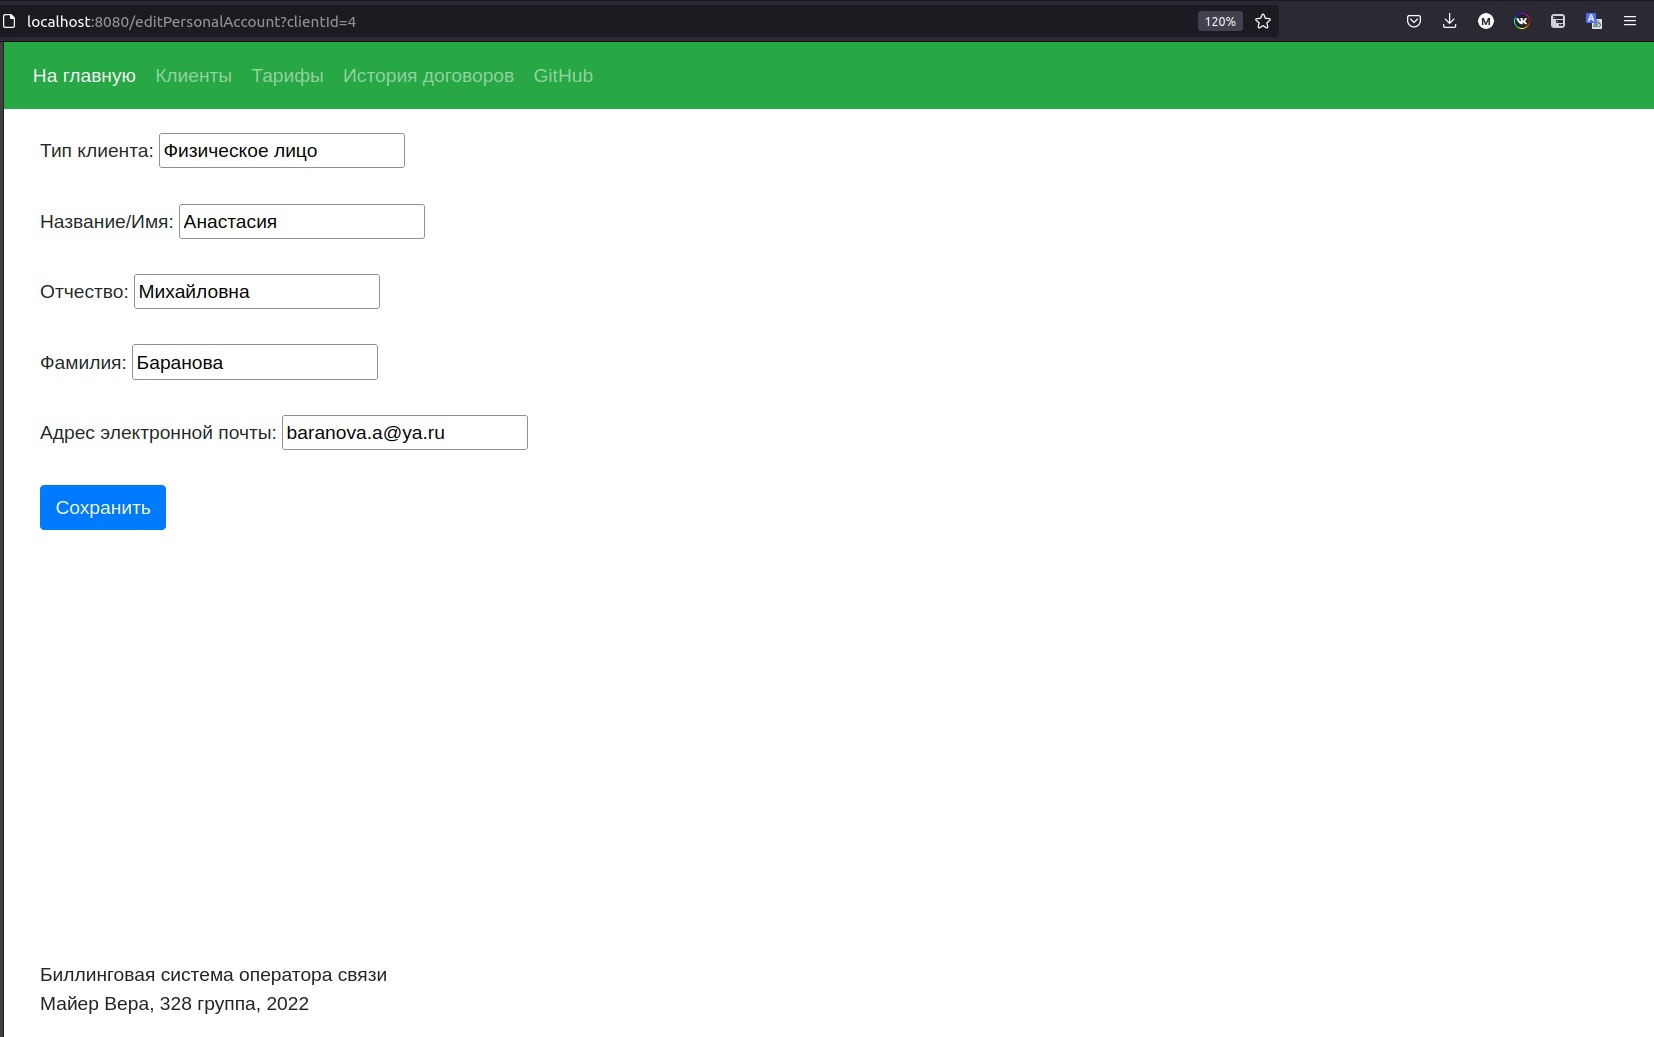 localhost:8080/editPersonalAccount?clientId=4 120%
На главную Клиенты Тарифы История договоров GitHub
Тип клиента: Физическое лицо
Название/Имя: Анастасия
Отчество: Михайловна
Фамилия: Баранова
Адрес электронной почты: baranova.a@ya.ru
Сохранить
Биллинговая система оператора связи
Майер Вера, 328 группа, 2022